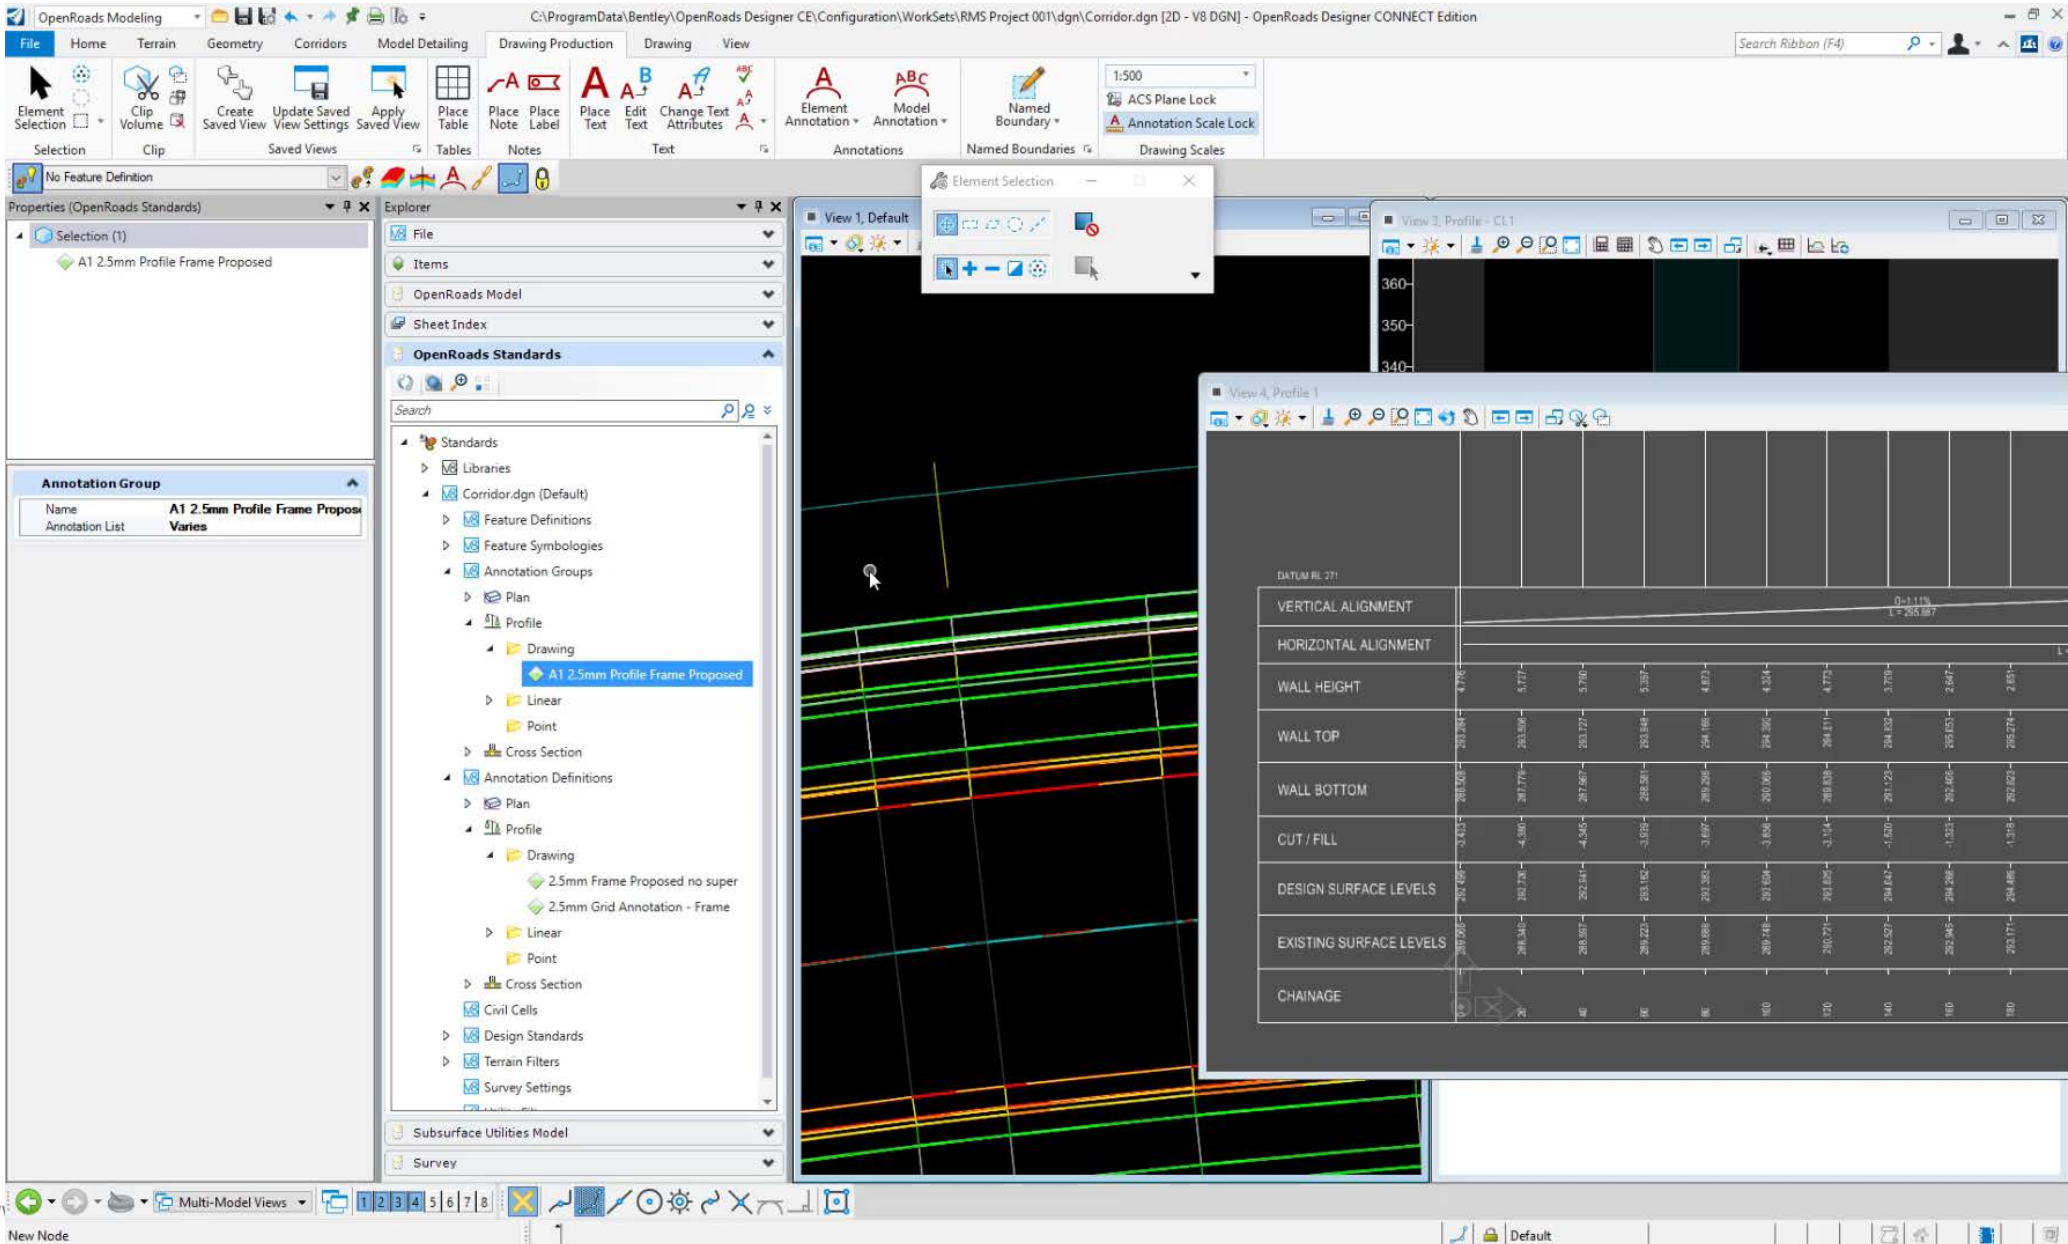 OpenRoads Modeling
C:\ProgramData\Bentley\OpenRoads Designer CE\Configuration\WorkSets\RMS Project 001\dgn\Corridor.dgn [2D - V8 DGN] - OpenRoads Designer CONNECT Edition
File Home Terrain Geometry Corridors Model Detailing Drawing Production Drawing View
Search Ribbon (F4)
Element Selection
Clip Volume
Create Saved View
Update Saved View Settings
Apply Saved View
Place Table
Place Note
Place Label
Place Text
Edit Text
Change Text Attributes
Element Annotation
Model Annotation
Named Boundary
1:500
ACS Plane Lock
Annotation Scale Lock
Selection Clip Saved Views Tables Notes Text Annotations Named Boundaries Drawing Scales
No Feature Definition
Properties (OpenRoads Standards)
Selection (1)
A1 2.5mm Profile Frame Proposed
Annotation Group
Name A1 2.5mm Profile Frame Propose
Annotation List Varies
Explorer
File
Items
OpenRoads Model
Sheet Index
OpenRoads Standards
Search
Standards
Libraries
Corridor.dgn (Default)
Feature Definitions
Feature Symbologies
Annotation Groups
Plan
Profile
Drawing
A1 2.5mm Profile Frame Proposed
Linear
Point
Cross Section
Annotation Definitions
Plan
Profile
Drawing
2.5mm Frame Proposed no super
2.5mm Grid Annotation - Frame
Linear
Point
Cross Section
Civil Cells
Design Standards
Terrain Filters
Survey Settings
Subsurface Utilities Model
Survey
Element Selection
View 1, Default
View 3, Profile - CL1
360
350
340
View 4, Profile 1
DATUM RL 271
VERTICAL ALIGNMENT
HORIZONTAL ALIGNMENT
WALL HEIGHT
WALL TOP
WALL BOTTOM
CUT / FILL
DESIGN SURFACE LEVELS
EXISTING SURFACE LEVELS
CHAINAGE
20 40 60 80 100 120 140 160 180
Multi-Model Views
1 2 3 4 5 6 7 8
New Node
Default